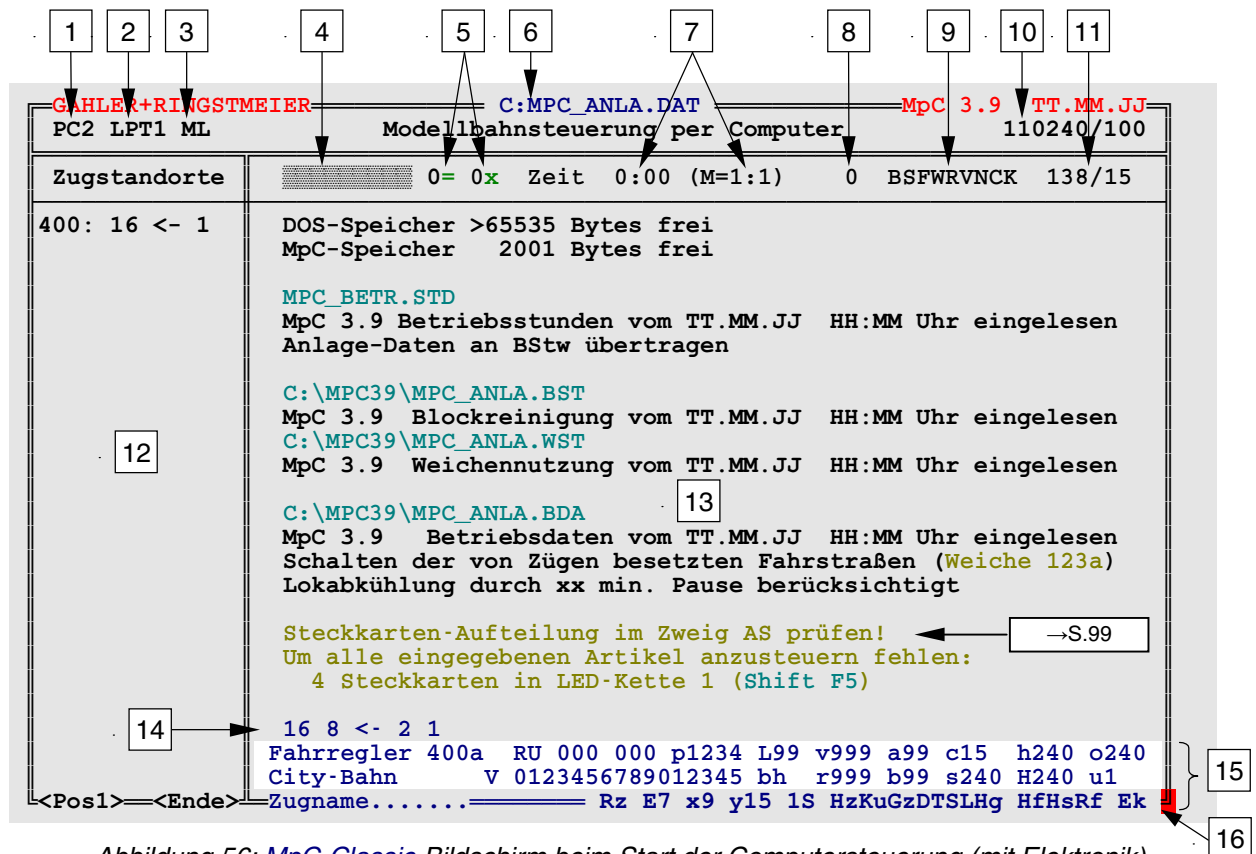 1 2 3 4 5 6 7 8 9 10 11
GAHLER+RINGSTMEIER C:MPC_ANLA.DAT MpC 3.9 TT.MM.JJ
PC2 LPT1 ML Modellbahnsteuerung per Computer 110240/100
Zugstandorte 0= 0x Zeit 0:00 (M=1:1) 0 BSFWRVNCK 138/15
400: 16 <- 1
DOS-Speicher >65535 Bytes frei
MpC-Speicher 2001 Bytes frei
MPC_BETR.STD
MpC 3.9 Betriebsstunden vom TT.MM.JJ HH:MM Uhr eingelesen
Anlage-Daten an BStw übertragen
C:\MPC39\MPC_ANLA.BST
MpC 3.9 Blockreinigung vom TT.MM.JJ HH:MM Uhr eingelesen
C:\MPC39\MPC_ANLA.WST
12
MpC 3.9 Weichennutzung vom TT.MM.JJ HH:MM Uhr eingelesen
13
C:\MPC39\MPC_ANLA.BDA
MpC 3.9 Betriebsdaten vom TT.MM.JJ HH:MM Uhr eingelesen
Schalten der von Zügen besetzten Fahrstraßen (Weiche 123a)
Lokabkühlung durch xx min. Pause berücksichtigt
Steckkarten-Aufteilung im Zweig AS prüfen! →S.99
Um alle eingegebenen Artikel anzusteuern fehlen:
4 Steckkarten in LED-Kette 1 (Shift F5)
14 16 8 <- 2 1
Fahrregler 400a RU 000 000 p1234 L99 v999 a99 c15 h240 o240
15
City-Bahn V 0123456789012345 bh r999 b99 s240 H240 u1
<Pos1>══<Ende> Zugname.......═══════ Rz E7 x9 y15 1S HzKuGzDTSLHg HfHsRf Ek
16
Abbildung 56: MpC-Classic Bildschirm beim Start der Computersteuerung (mit Elektronik)